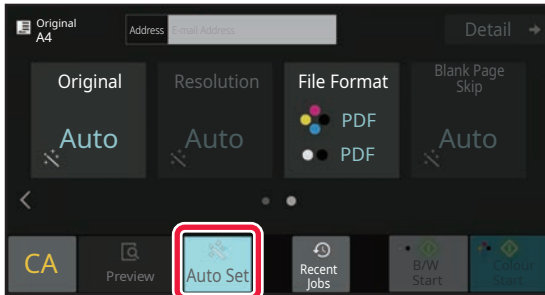 Original
A4
Address
E-mail Address
Detail
Original
Auto
Resolution
Auto
File Format
PDF
PDF
Blank Page
Skip
Auto
CA
Preview
Auto Set
Recent
Jobs
B/W
Start
Colour
Start